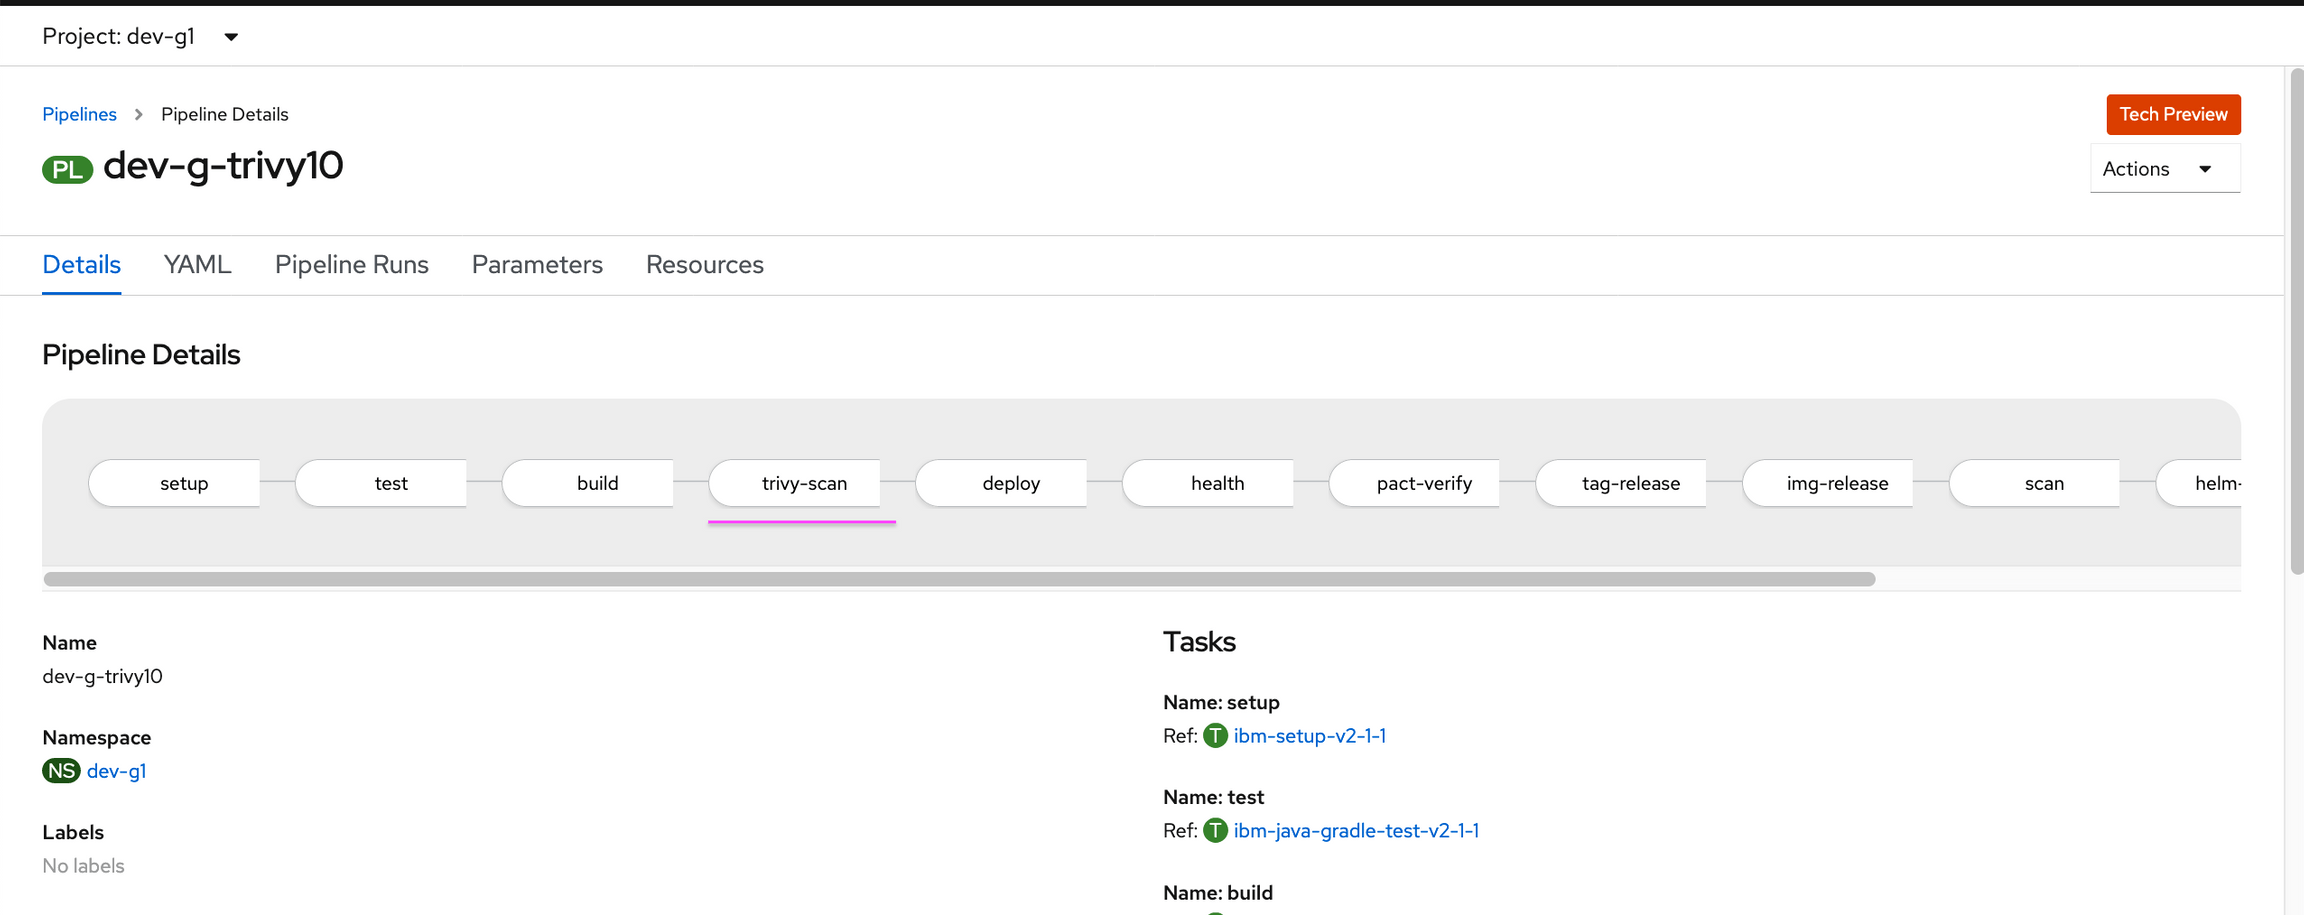 Project: dev-g1
Pipelines > Pipeline Details
Tech Preview
PL dev-g-trivy10
Actions
Details YAML Pipeline Runs Parameters Resources
Pipeline Details
setup test build trivy-scan deploy health pact-verify tag-release img-release scan helm-
Name
dev-g-trivy10
Namespace
NS dev-g1
Labels
No labels
Tasks
Name: setup
Ref: T ibm-setup-v2-1-1
Name: test
Ref: T ibm-java-gradle-test-v2-1-1
Name: build